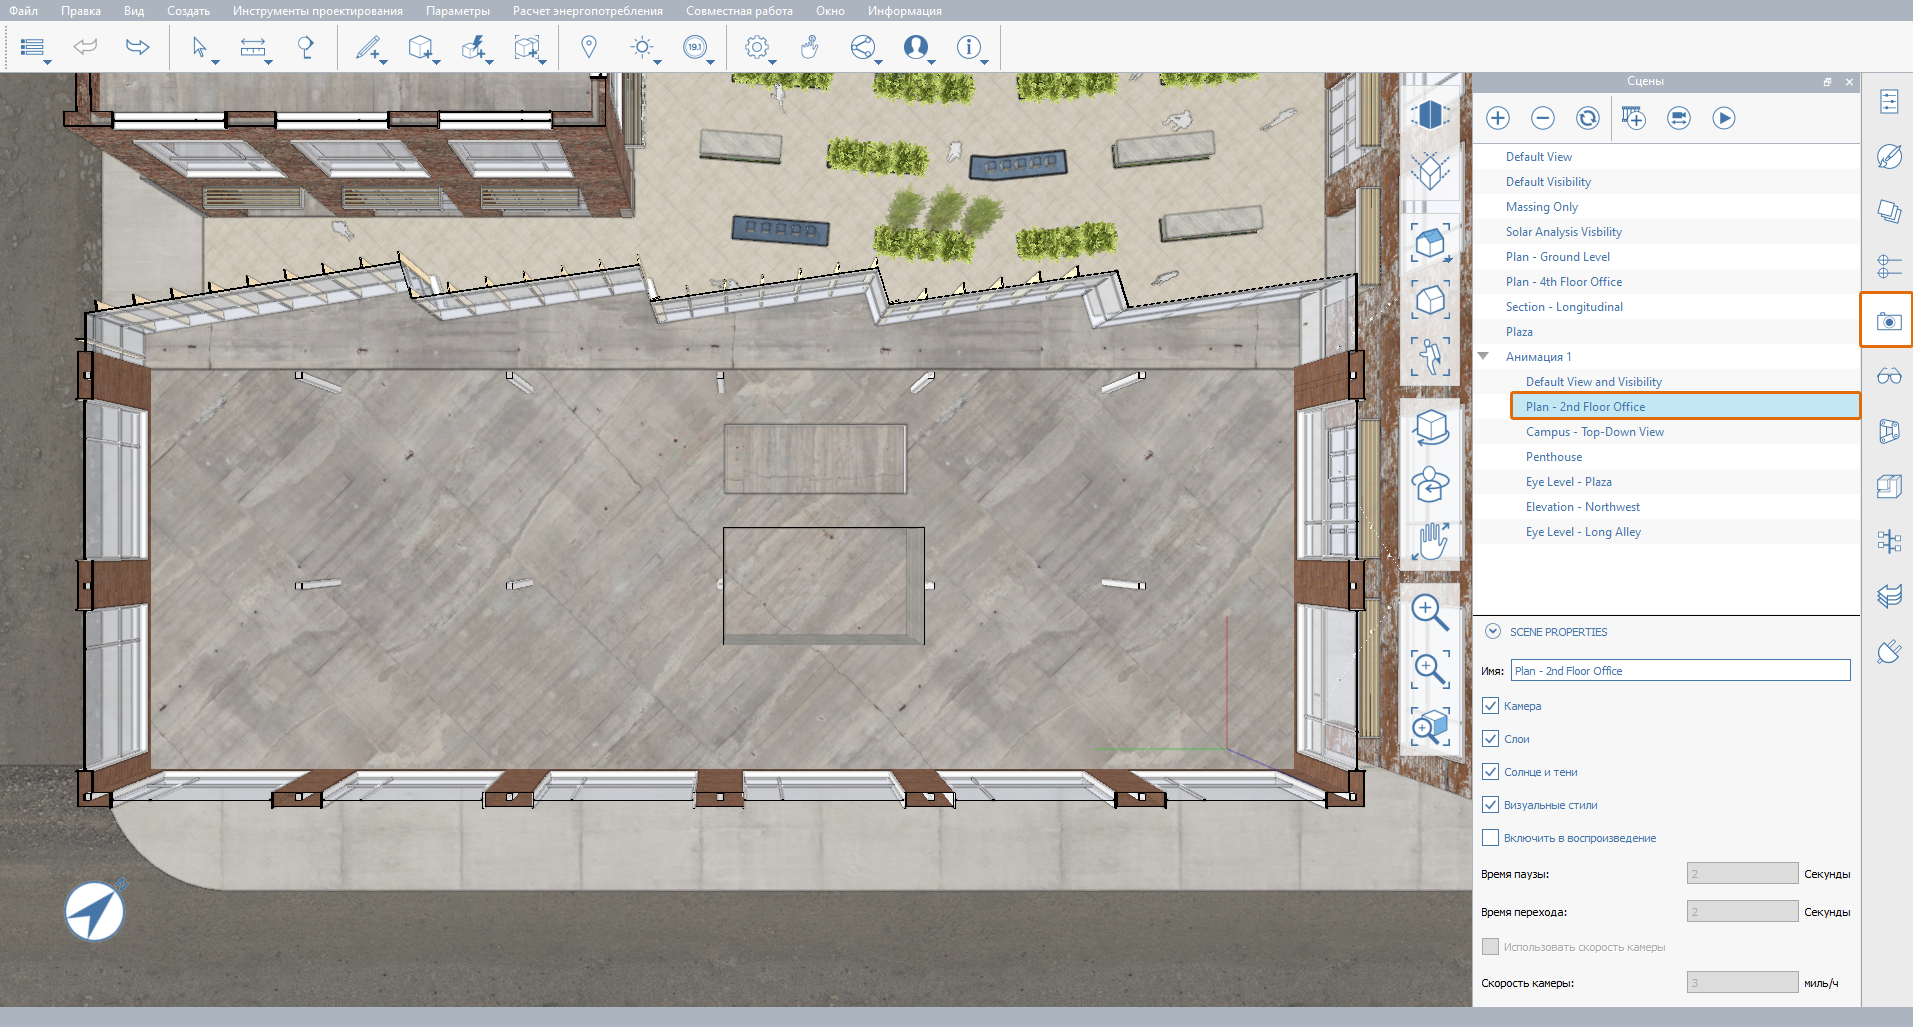 Файл Правка Вид Создать Инструменты проектирования Параметры Расчет энергопотребления Совместная работа Окно Информация
19.1
Сцены
Default View
Default Visibility
Massing Only
Solar Analysis Visbility
Plan - Ground Level
Plan - 4th Floor Office
Section - Longitudinal
Plaza
Анимация 1
Default View and Visibility
Plan - 2nd Floor Office
Campus - Top-Down View
Penthouse
Eye Level - Plaza
Elevation - Northwest
Eye Level - Long Alley
SCENE PROPERTIES
Имя: Plan - 2nd Floor Office
Камера
Слои
Солнце и тени
Визуальные стили
Включить в воспроизведение
Время паузы: 2 Секунды
Время перехода: 2 Секунды
Использовать скорость камеры
Скорость камеры: 3 миль/ч
N